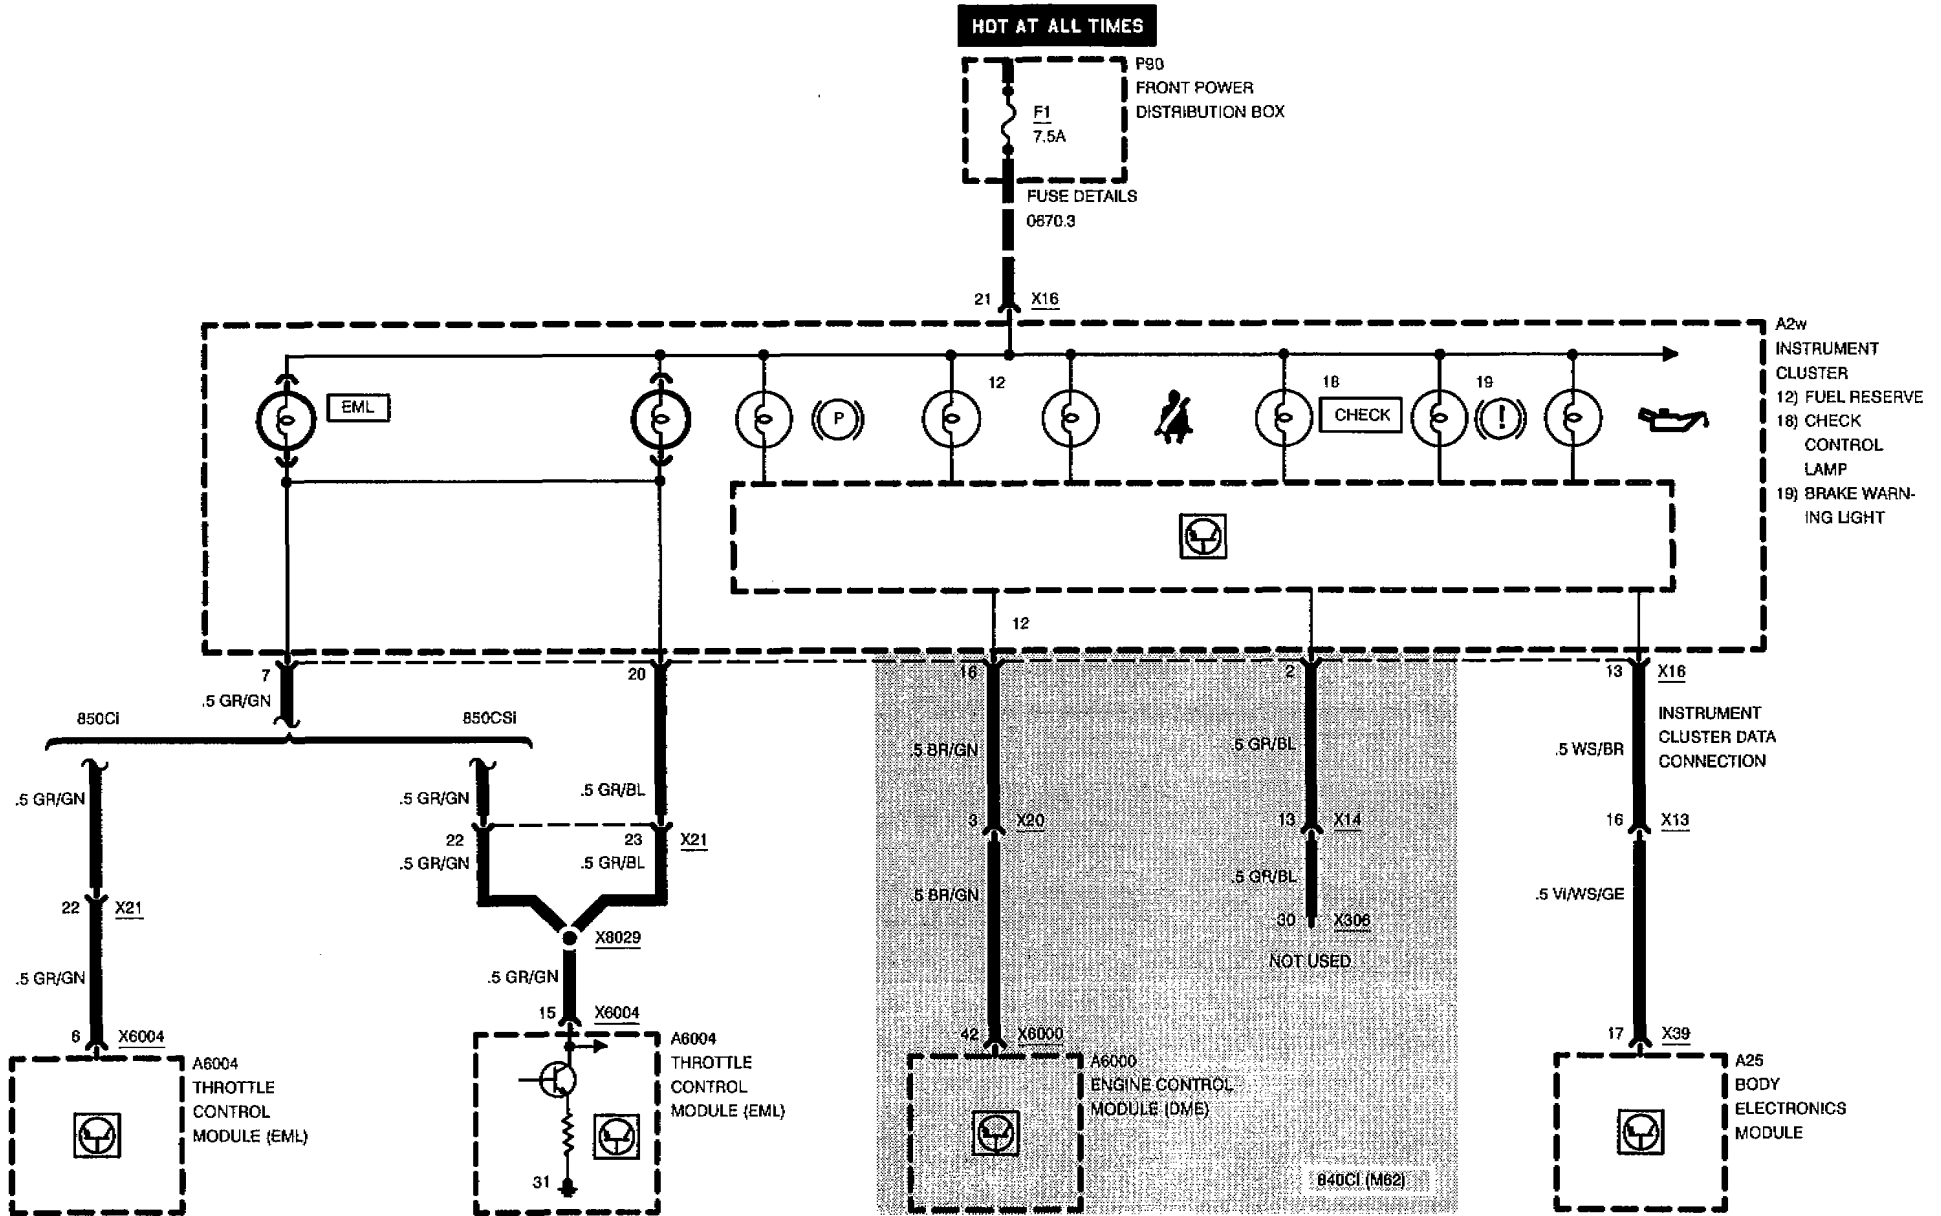 HOT AT ALL TIMES
P90
FRONT POWER
DISTRIBUTION BOX
F1
7.5A
FUSE DETAILS
0670.3
21 X16
A2w
INSTRUMENT
CLUSTER
12) FUEL RESERVE
18) CHECK
CONTROL
LAMP
19) BRAKE WARN-
ING LIGHT
12 18 19
EML P CHECK !
12
7 20 16 2 13 X16
.5 GR/GN
850CI 850CSI
INSTRUMENT
CLUSTER DATA
CONNECTION
.5 BR/GN .5 GR/BL .5 WS/BR
.5 GR/GN .5 GR/GN .5 GR/BL
22 23 X21 3 X20 13 X14 16 X13
.5 GR/GN .5 GR/BL
.5 BR/GN .5 GR/BL .5 VI/WS/GE
22 X21
30 X306
X8029
NOT USED
.5 GR/GN .5 GR/GN
15 X6004
6 X6004 42 X6000 17 X39
A6004
THROTTLE
CONTROL
MODULE (EML)
A6004
THROTTLE
CONTROL
MODULE (EML)
31
A6000
ENGINE CONTROL
MODULE (DME)
840CI (M62)
A25
BODY
ELECTRONICS
MODULE